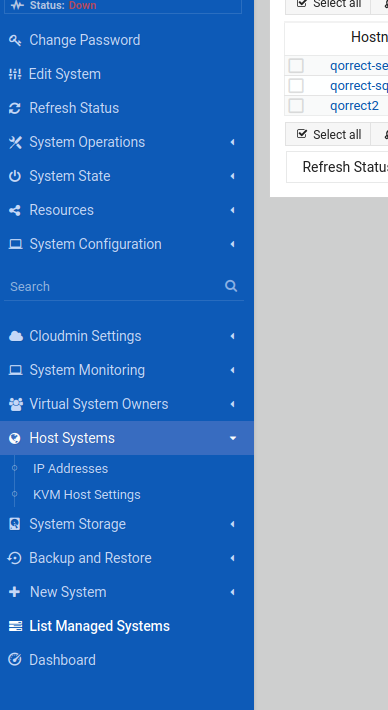 Status: Down
Change Password
Edit System
Refresh Status
System Operations
System State
Resources
System Configuration
Search
Cloudmin Settings
System Monitoring
Virtual System Owners
Host Systems
IP Addresses
KVM Host Settings
System Storage
Backup and Restore
New System
List Managed Systems
Dashboard
Select all
Hostn
qorrect-se
qorrect-sq
qorrect2
Select all
Refresh Statu